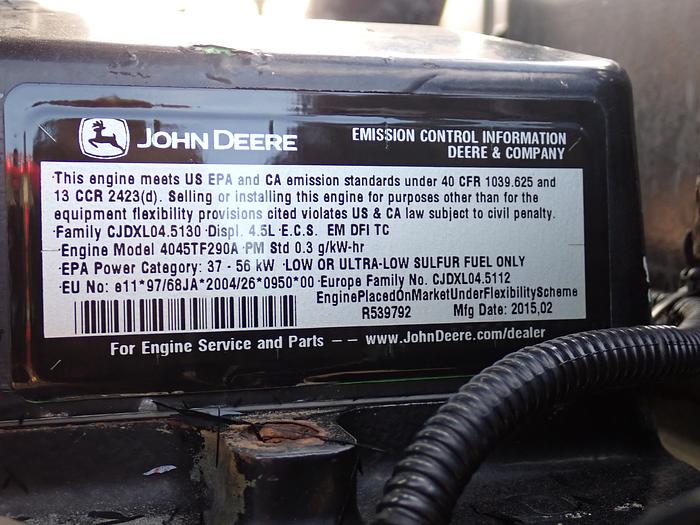 JOHN DEERE
EMISSION CONTROL INFORMATION
DEERE & COMPANY
This engine meets US EPA and CA emission standards under 40 CFR 1039.625 and
13 CCR 2423(d). Selling or installing this engine for purposes other than for the
equipment flexibility provisions cited violates US & CA law subject to civil penalty.
Family CJDXL04.5130 Displ. 4.5L E.C.S. EM DFI TC
Engine Model 4045TF290A PM Std 0.3 g/kW-hr
EPA Power Category: 37 - 56 kW LOW OR ULTRA-LOW SULFUR FUEL ONLY
EU No: e11*97/68JA*2004/26*0950*00 Europe Family No. CJDXL04.5112
EnginePlacedOnMarketUnderFlexibilityScheme
R539792 Mfg Date: 2015,02
For Engine Service and Parts -- www.JohnDeere.com/dealer